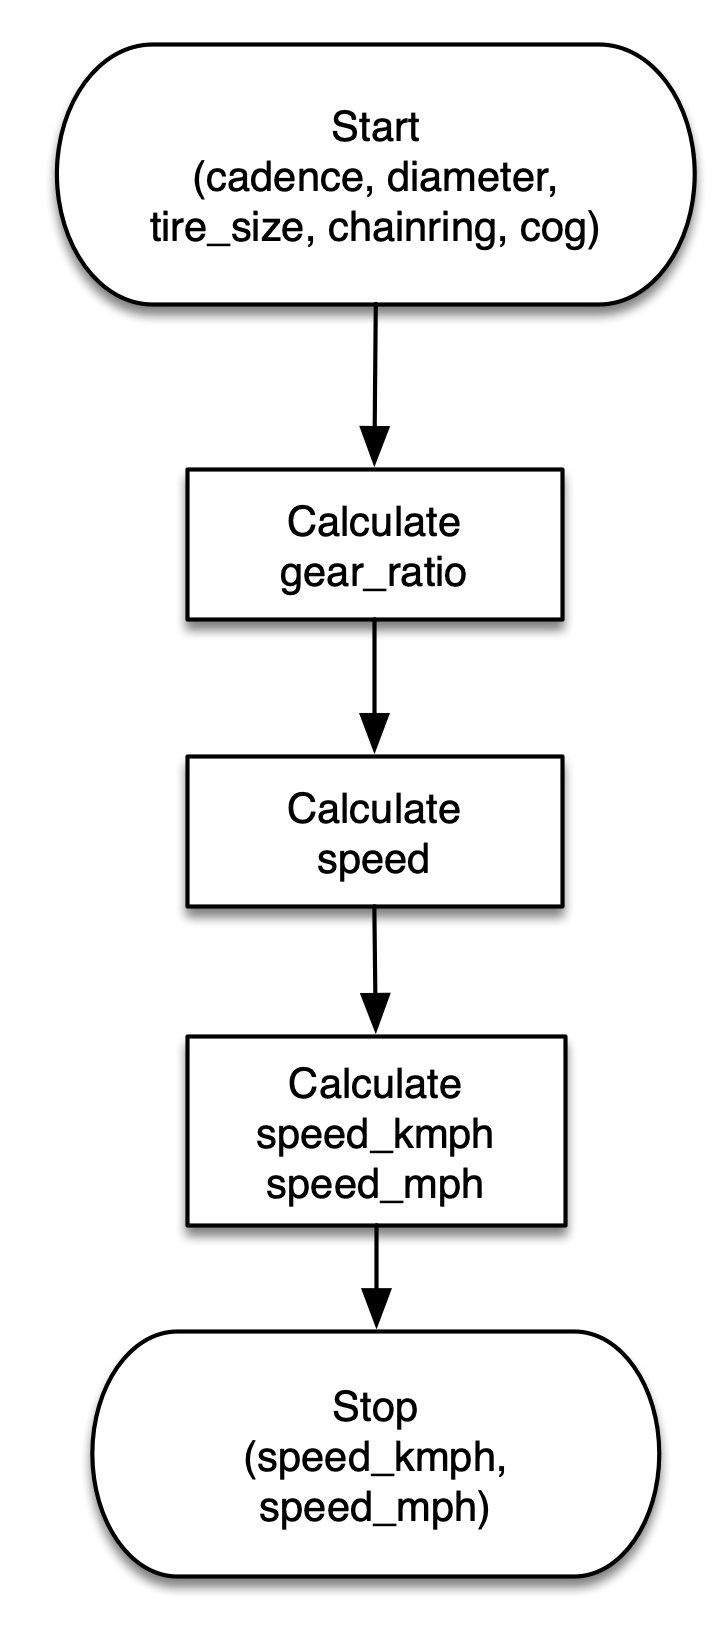 Start
(cadence, diameter,
tire_size, chainring, cog)
Calculate
gear_ratio
Calculate
speed
Calculate
speed_kmph
speed_mph
Stop
(speed_kmph,
speed_mph)